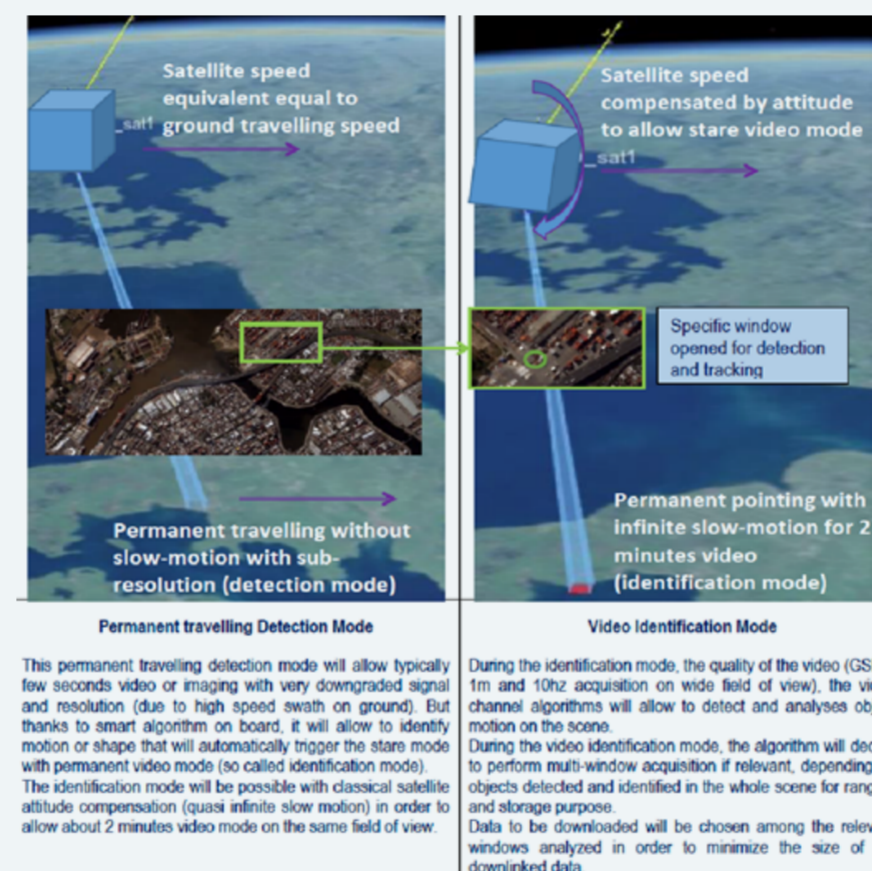 Satellite speed
equivalent equal to
ground travelling speed
_sat1
Permanent travelling without
slow-motion with sub-
resolution (detection mode)
Satellite speed
compensated by attitude
to allow stare video mode
_sat1
Specific window
opened for detection
and tracking
Permanent pointing with
infinite slow-motion for 2
minutes video
(identification mode)
Permanent travelling Detection Mode
This permanent travelling detection mode will allow typically
few seconds video or imaging with very downgraded signal
and resolution (due to high speed swath on ground). But
thanks to smart algorithm on board, it will allow to identify
motion or shape that will automatically trigger the stare mode
with permanent video mode (so called identification mode).
The identification mode will be possible with classical satellite
attitude compensation (quasi infinite slow motion) in order to
allow about 2 minutes video mode on the same field of view.
Video Identification Mode
During the identification mode, the quality of the video (GS
1m and 10hz acquisition on wide field of view), the vi
channel algorithms will allow to detect and analyses ob
motion on the scene.
During the video identification mode, the algorithm will de
to perform multi-window acquisition if relevant, depending
objects detected and identified in the whole scene for rang
and storage purpose.
Data to be downloaded will be chosen among the relev
windows analyzed in order to minimize the size of
downlinked data.